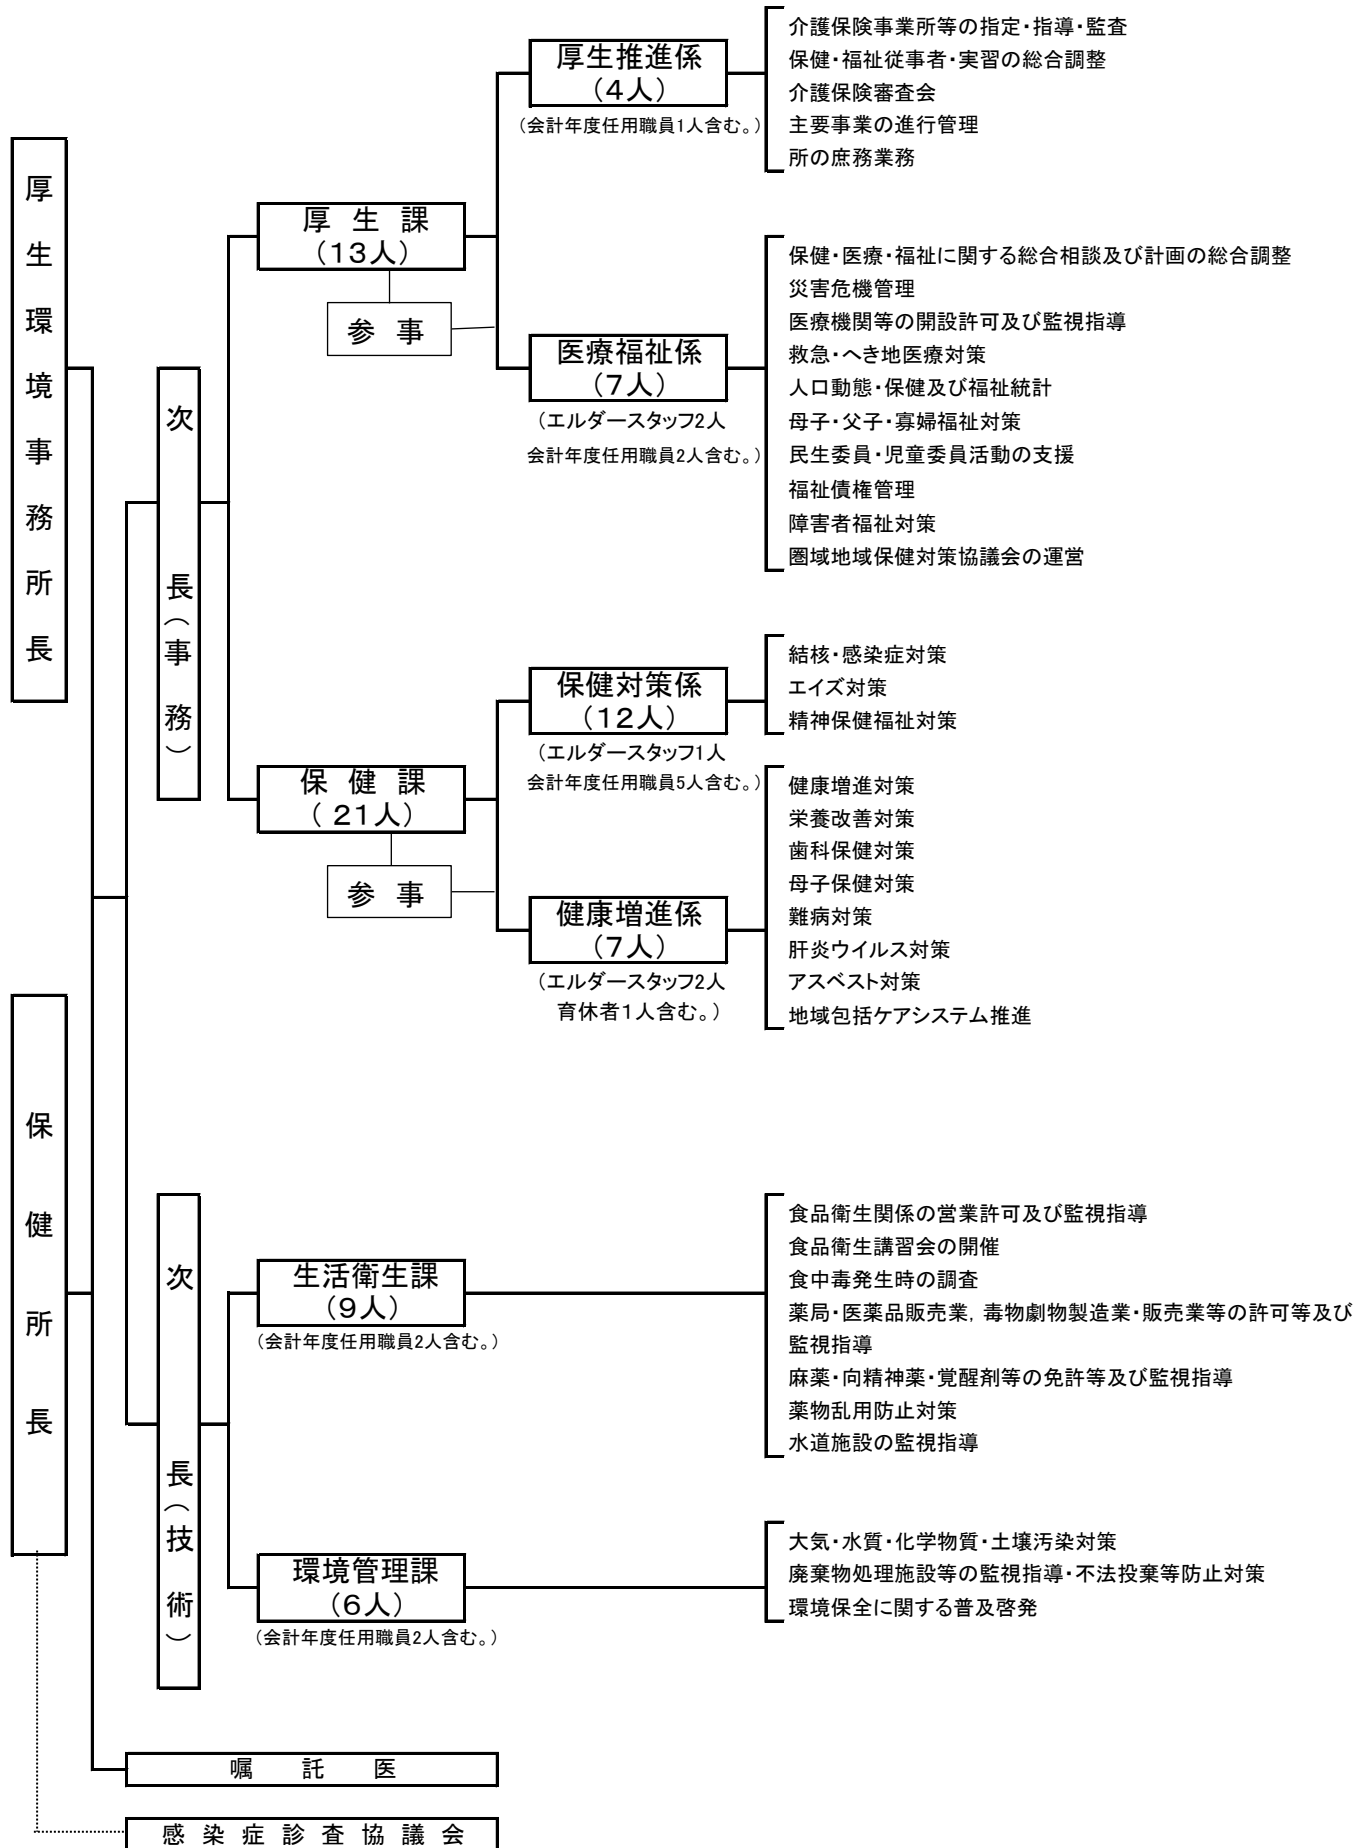 厚生環境事務所長
保健所長
次長(事務)
厚生課
(13人)
参事
厚生推進係
(4人)
(会計年度任用職員1人含む。)
介護保険事業所等の指定・指導・監査
保健・福祉従事者・実習の総合調整
介護保険審査会
主要事業の進行管理
所の庶務業務
医療福祉係
(7人)
(エルダースタッフ2人
会計年度任用職員2人含む。)
保健・医療・福祉に関する総合相談及び計画の総合調整
災害危機管理
医療機関等の開設許可及び監視指導
救急・へき地医療対策
人口動態・保健及び福祉統計
母子・父子・寡婦福祉対策
民生委員・児童委員活動の支援
福祉債権管理
障害者福祉対策
圏域地域保健対策協議会の運営
保健課
(21人)
参事
保健対策係
(12人)
(エルダースタッフ1人
会計年度任用職員5人含む。)
結核・感染症対策
エイズ対策
精神保健福祉対策
健康増進係
(7人)
(エルダースタッフ2人
育休者1人含む。)
健康増進対策
栄養改善対策
歯科保健対策
母子保健対策
難病対策
肝炎ウイルス対策
アスベスト対策
地域包括ケアシステム推進
次長(技術)
生活衛生課
(9人)
(会計年度任用職員2人含む。)
食品衛生関係の営業許可及び監視指導
食品衛生講習会の開催
食中毒発生時の調査
薬局・医薬品販売業,毒物劇物製造業・販売業等の許可等及び
監視指導
麻薬・向精神薬・覚醒剤等の免許等及び監視指導
薬物乱用防止対策
水道施設の監視指導
環境管理課
(6人)
(会計年度任用職員2人含む。)
大気・水質・化学物質・土壌汚染対策
廃棄物処理施設等の監視指導・不法投棄等防止対策
環境保全に関する普及啓発
嘱託医
感染症診査協議会